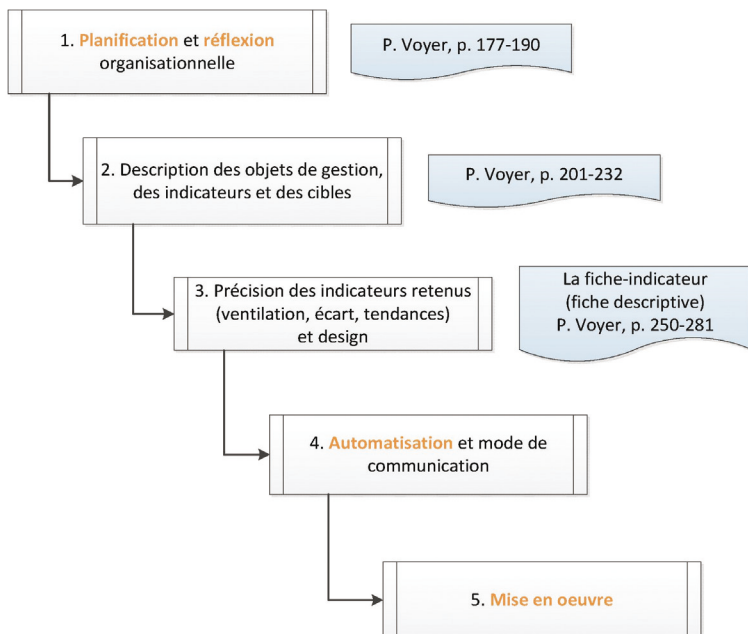 1. Planification et réflexion
organisationnelle
P. Voyer, p. 177-190
2. Description des objets de gestion,
des indicateurs et des cibles
P. Voyer, p. 201-232
3. Précision des indicateurs retenus
(ventilation, écart, tendances)
et design
La fiche-indicateur
(fiche descriptive)
P. Voyer, p. 250-281
4. Automatisation et mode de
communication
5. Mise en oeuvre